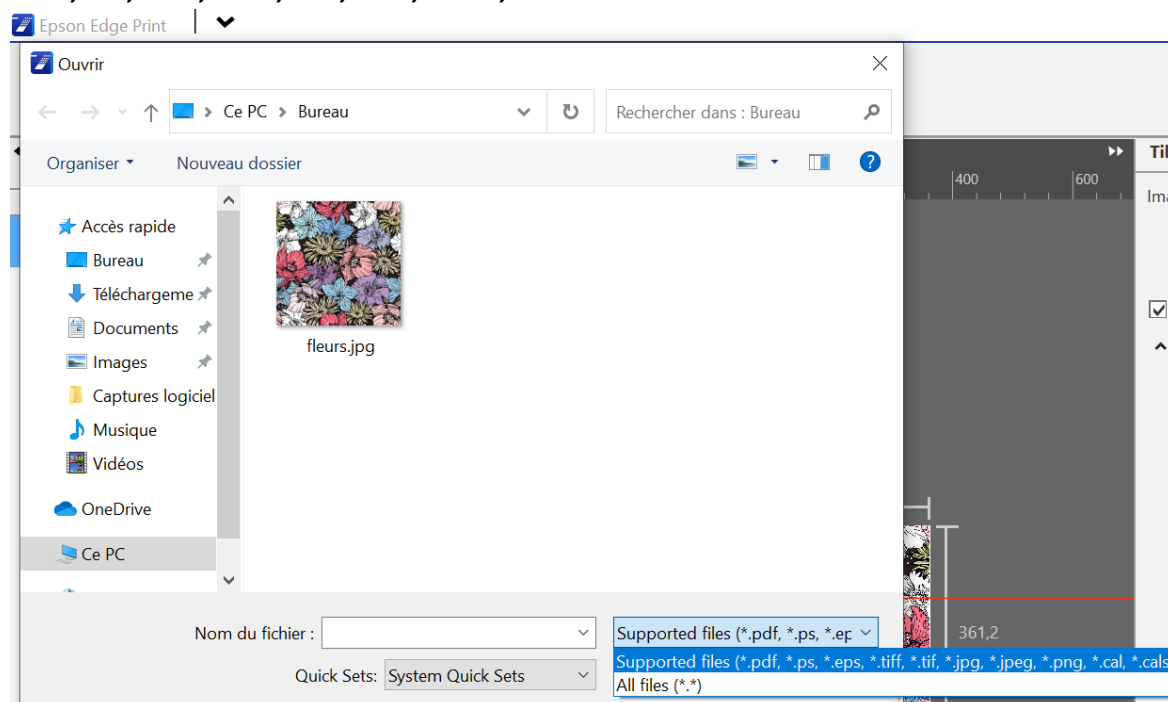 Epson Edge Print
Ouvrir
Ce PC > Bureau
Rechercher dans : Bureau
Organiser
Nouveau dossier
Accès rapide
Bureau
Téléchargeme
Documents
Images
Captures logiciel
Musique
Vidéos
OneDrive
Ce PC
fleurs.jpg
Nom du fichier :
Supported files (*.pdf, *.ps, *.ep
Supported files (*.pdf, *.ps, *.eps, *.tiff, *.tif, *.jpg, *.jpeg, *.png, *.cal, *.cals
All files (*.*)
Quick Sets: System Quick Sets
400
600
Til
Ima
361,2